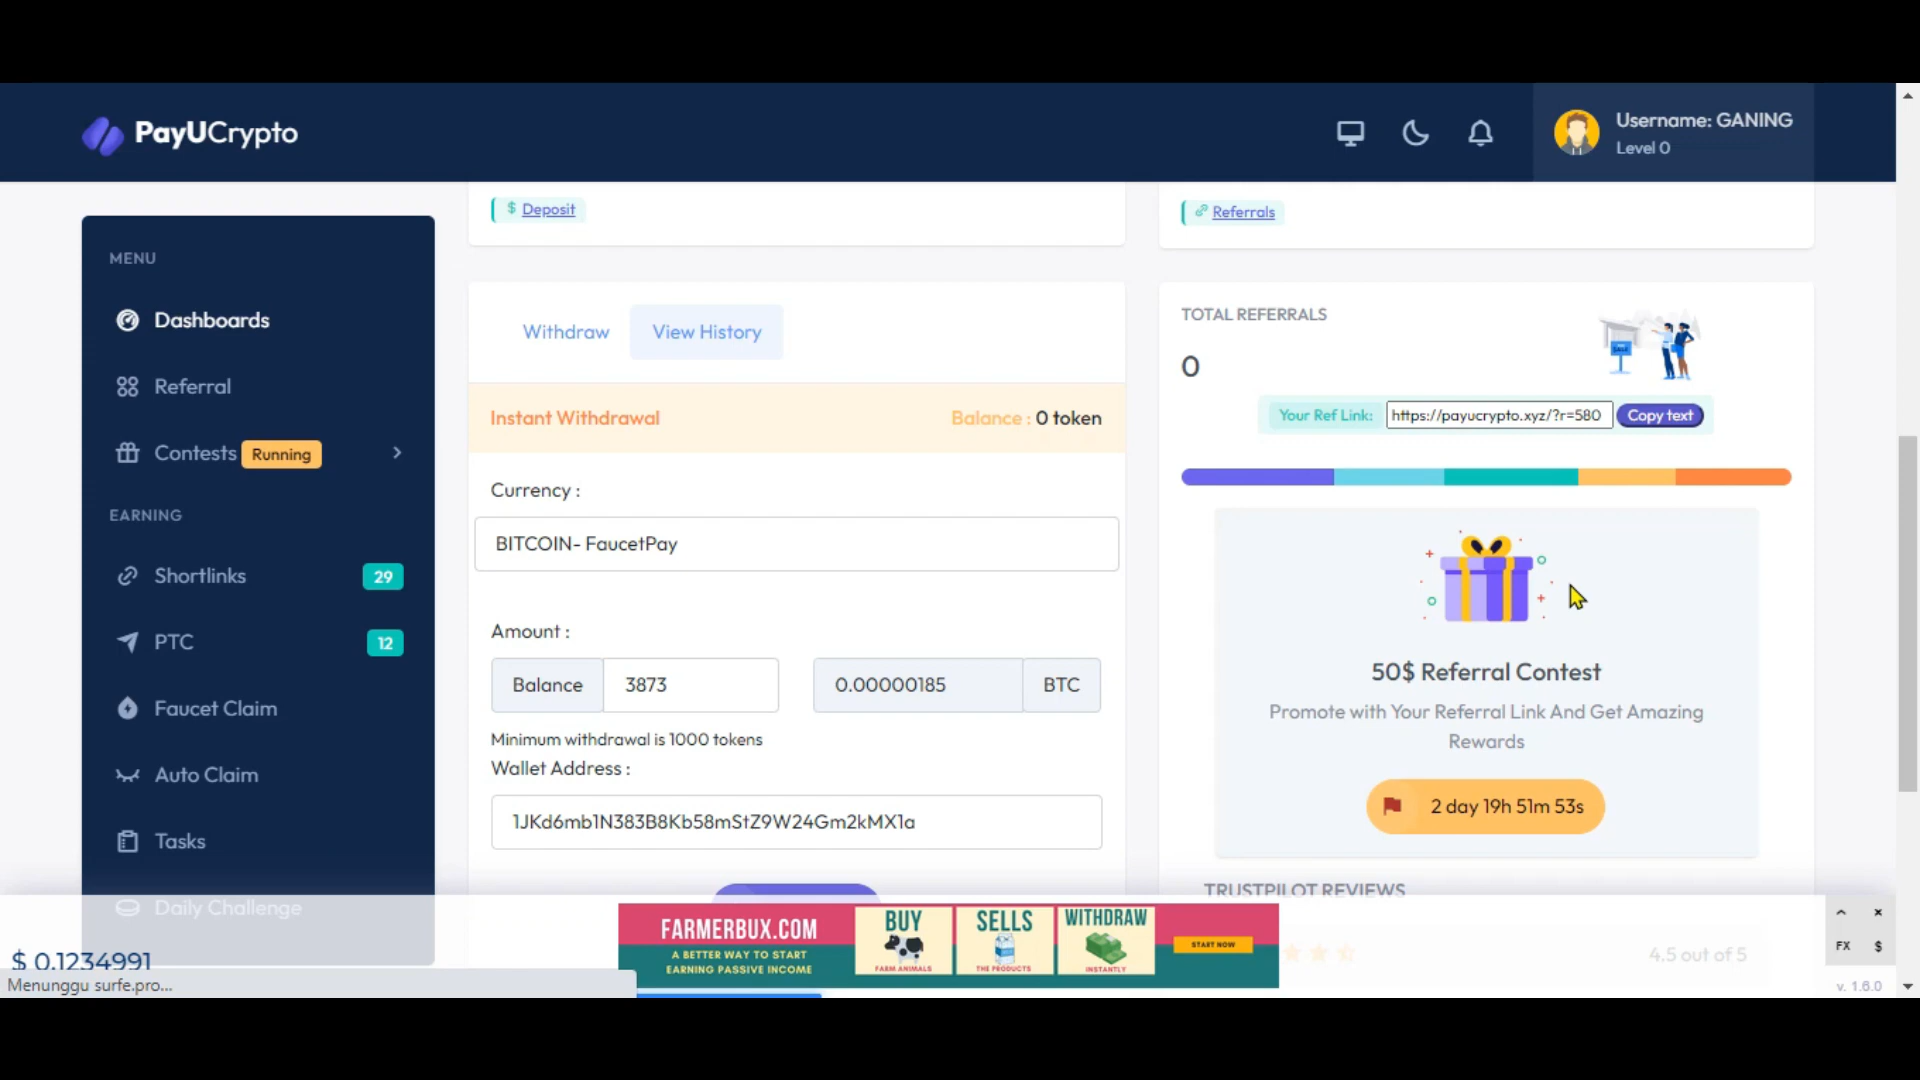 PayUCrypto
Username: GANING
Level 0
$ Deposit
Referrals
MENU
Dashboards
Referral
Contests Running
EARNING
Shortlinks 29
PTC 12
Faucet Claim
Auto Claim
Tasks
Daily Challenge
$ 0.1234991
Menunggu surfe.pro...
Withdraw View History
Instant Withdrawal Balance : 0 token
Currency :
BITCOIN- FaucetPay
Amount :
Balance 3873 0.00000185 BTC
Minimum withdrawal is 1000 tokens
Wallet Address :
1JKd6mb1N383B8Kb58mStZ9W24Gm2kMX1a
TOTAL REFERRALS
0
Your Ref Link: https://payucrypto.xyz/?r=580 Copy text
50$ Referral Contest
Promote with Your Referral Link And Get Amazing
Rewards
2 day 19h 51m 53s
TRUSTPILOT REVIEWS
4.5 out of 5
FARMERBUX.COM
A BETTER WAY TO START
EARNING PASSIVE INCOME
BUY
FARM ANIMALS
SELLS
THE PRODUCTS
WITHDRAW
INSTANTLY
START NOW
FX $
v. 1.6.0